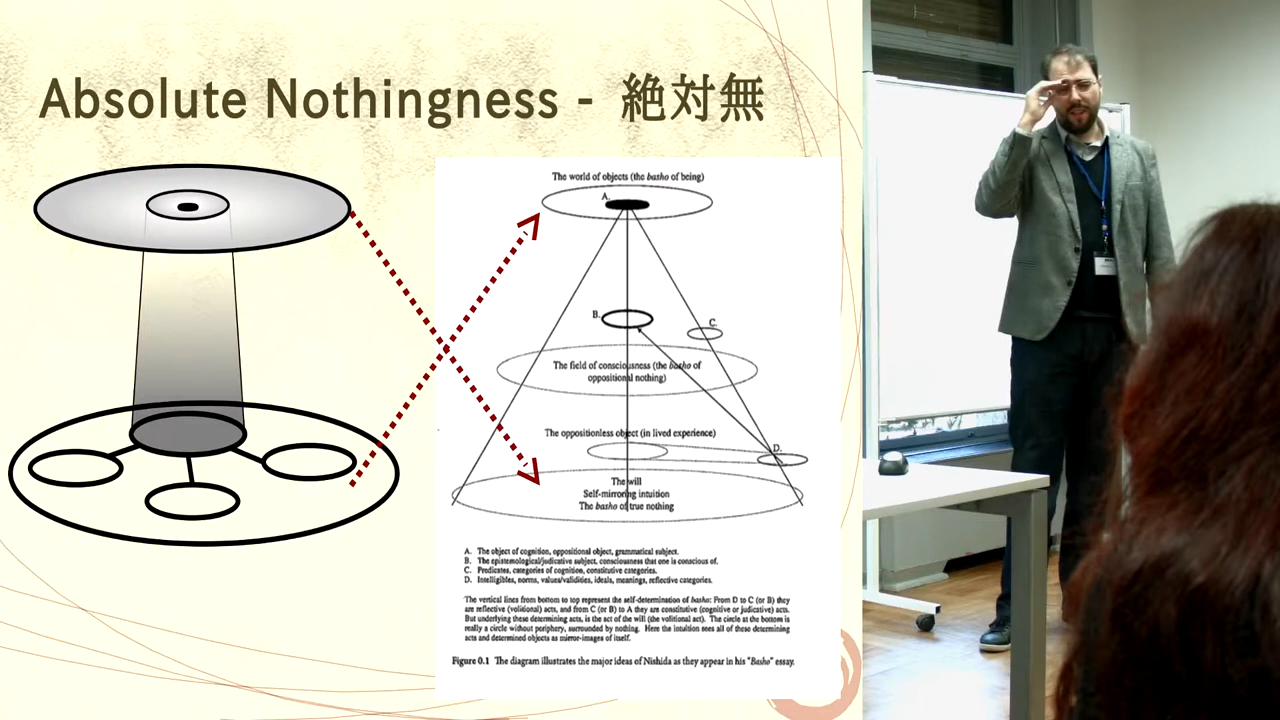 Absolute Nothingness - 絶対無
The world of objects (the basho of being)
A.
B.
C.
The field of consciousness (the basho of
oppositional nothing)
The oppositionless object (in lived experience)
D.
The will
Self-mirroring intuition
The basho of true nothing
A. The object of cognition, oppositional object, grammatical subject.
B. The epistemological/judicative subject, consciousness that one is conscious of.
C. Predicates, categories of cognition, constitutive categories.
D. Intelligibles, norms, values/validities, ideals, meanings, reflective categories.
The vertical lines from bottom to top represent the self-determination of basho: From D to C (or B) they
are reflective (volitional) acts, and from C (or B) to A they are constitutive (cognitive or judicative) acts.
But underlying these determining acts, is the act of the will (the volitional act). The circle at the bottom is
really a circle without periphery, surrounded by nothing. Here the intuition sees all of these determining
acts and determined objects as mirror-images of itself.
Figure 0.1 The diagram illustrates the major ideas of Nishida as they appear in his "Basho" essay.